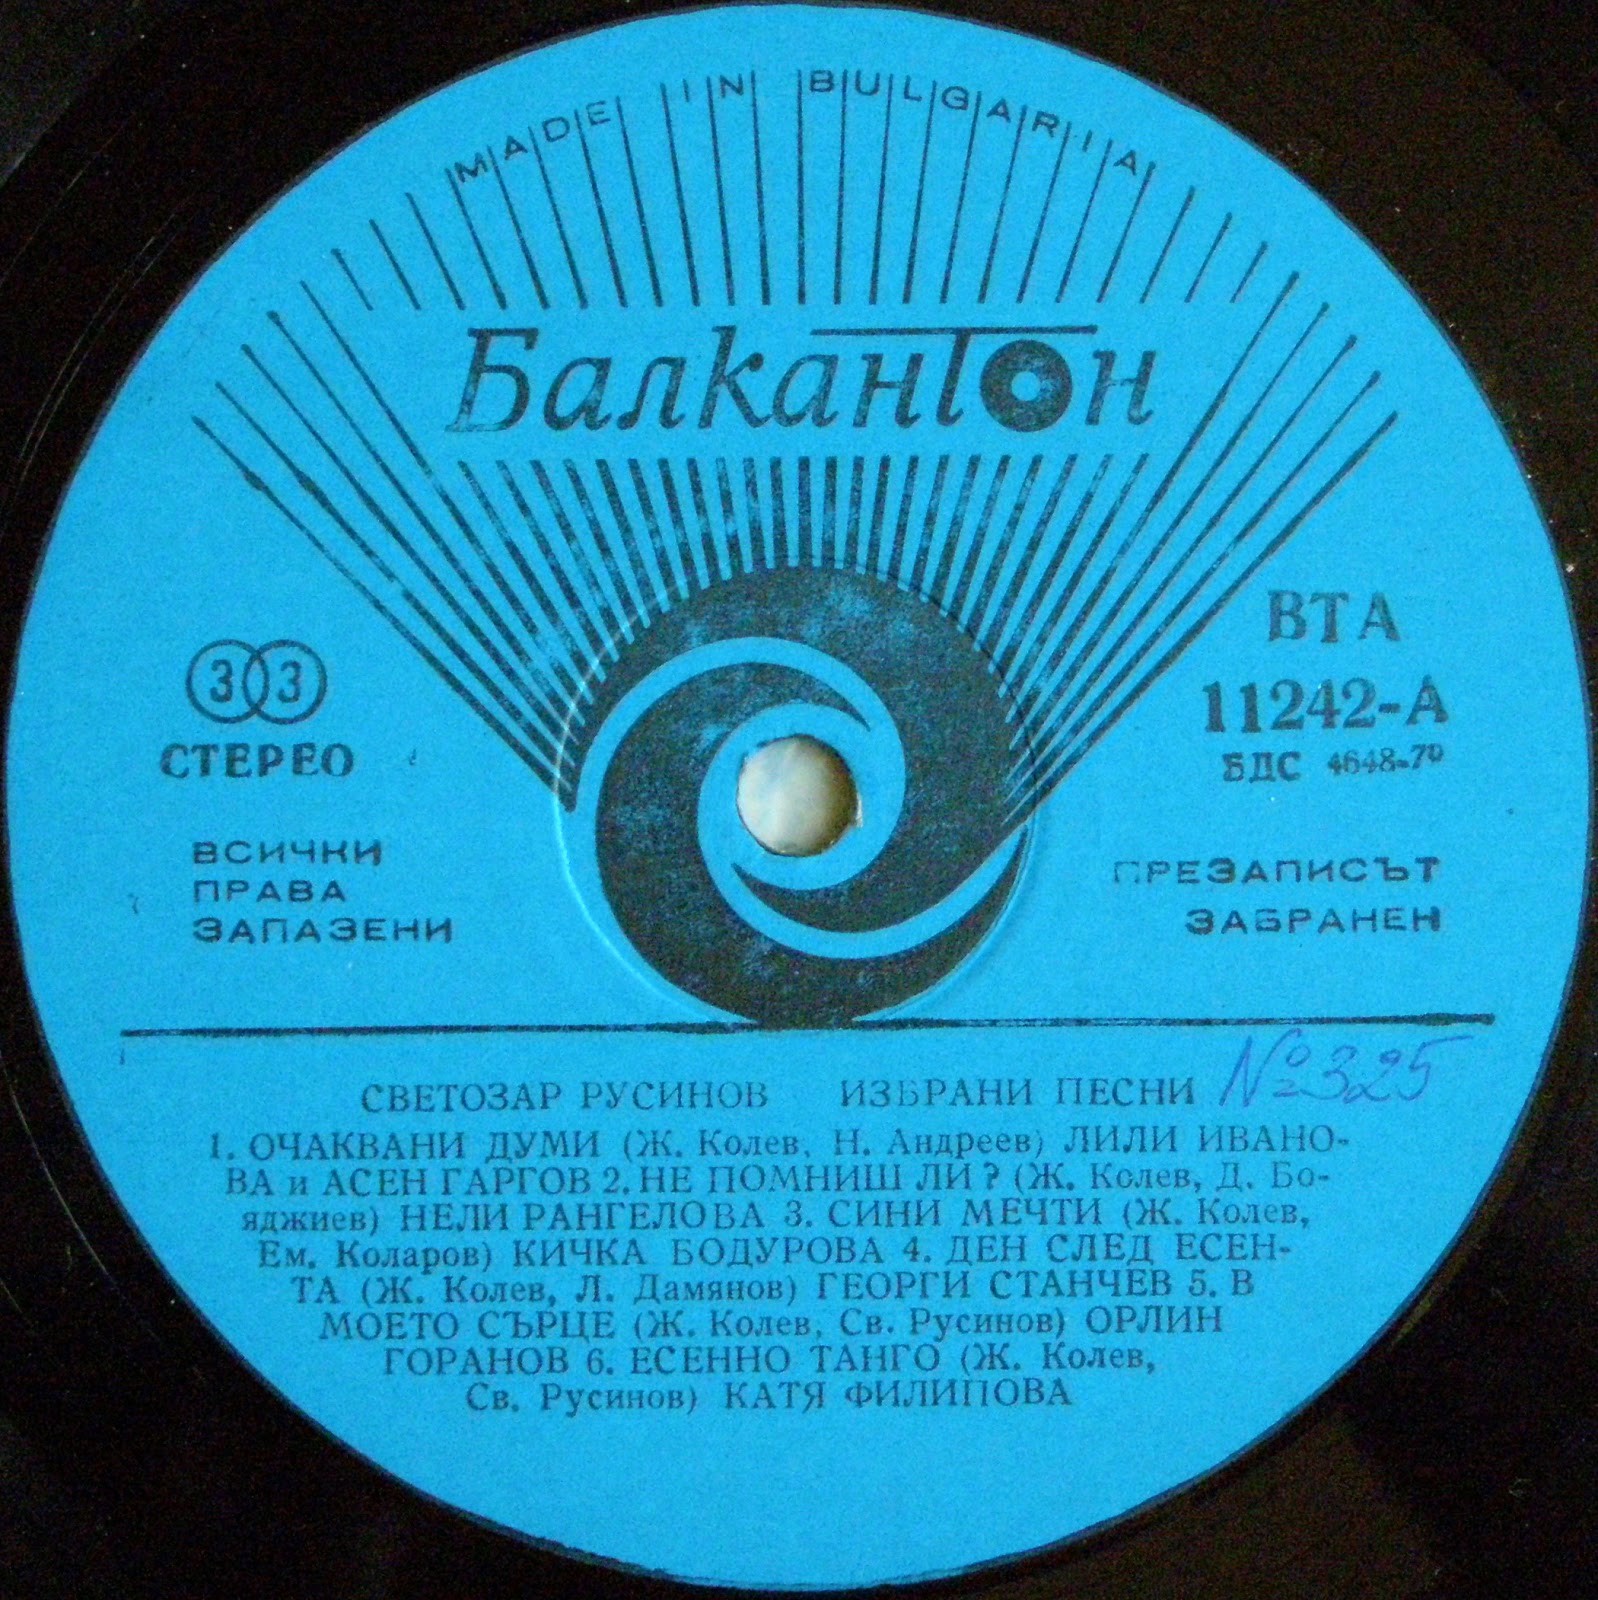 MADE IN BULGARIA
Балкантон
33
СТЕРЕО
ВТА
11242-А
БДС 4648-70
ВСИЧКИ
ПРАВА
ЗАПАЗЕНИ
ПРЕЗАПИСЪТ
ЗАБРАНЕН
№325
СВЕТОЗАР РУСИНОВ ИЗБРАНИ ПЕСНИ
1. ОЧАКВАНИ ДУМИ (Ж. Колев, Н. Андреев) ЛИЛИ ИВАНО-
ВА и АСЕН ГАРГОВ 2. НЕ ПОМНИШ ЛИ? (Ж. Колев, Д. Бо-
яджиев) НЕЛИ РАНГЕЛОВА 3. СИНИ МЕЧТИ (Ж. Колев,
Ем. Коларов) КИЧКА БОДУРОВА 4. ДЕН СЛЕД ЕСЕН-
ТА (Ж. Колев, Л. Дамянов) ГЕОРГИ СТАНЧЕВ 5. В
МОЕТО СЪРЦЕ (Ж. Колев, Св. Русинов) ОРЛИН
ГОРАНОВ 6. ЕСЕННО ТАНГО (Ж. Колев,
Св. Русинов) КАТЯ ФИЛИПОВА